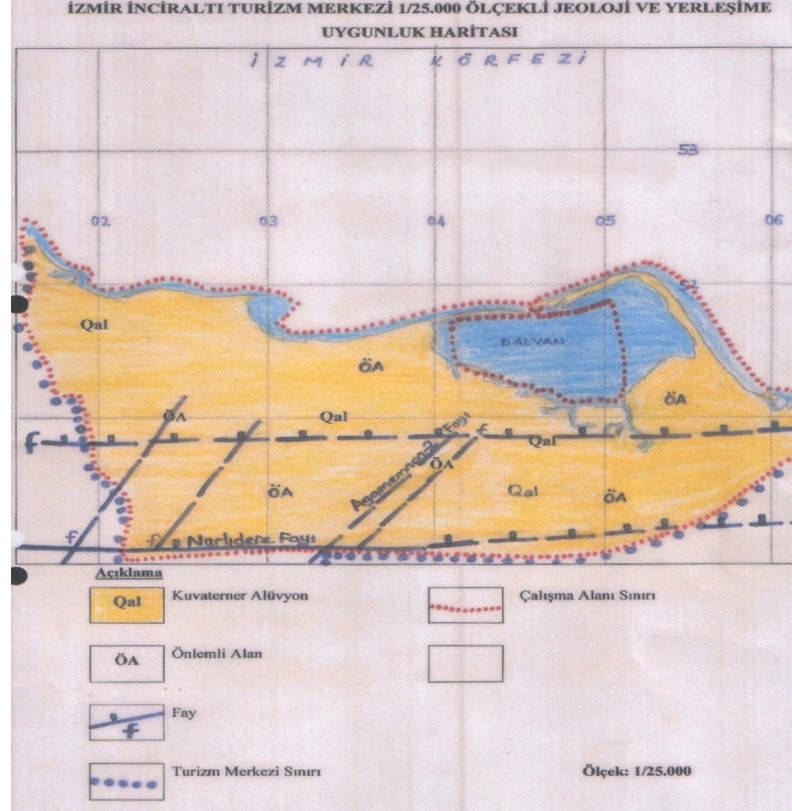 İZMİR İNCİRALTI TURİZM MERKEZİ 1/25.000 ÖLÇEKLİ JEOLOJİ VE YERLEŞİME
UYGUNLUK HARİTASI
İZMİR KÖRFEZİ
53
02
03
04
05
06
52
Qal
DALYAN
ÖA
ÖA
ÖA
Qal
f
f
Agamemnon-2 Fayı
Qal
ÖA
ÖA
Qal
ÖA
f
f
Narlıdere Fayı
Açıklama
Qal
Kuvaterner Alüvyon
Çalışma Alanı Sınırı
ÖA
Önlemli Alan
f
Fay
Turizm Merkezi Sınırı
Ölçek: 1/25.000